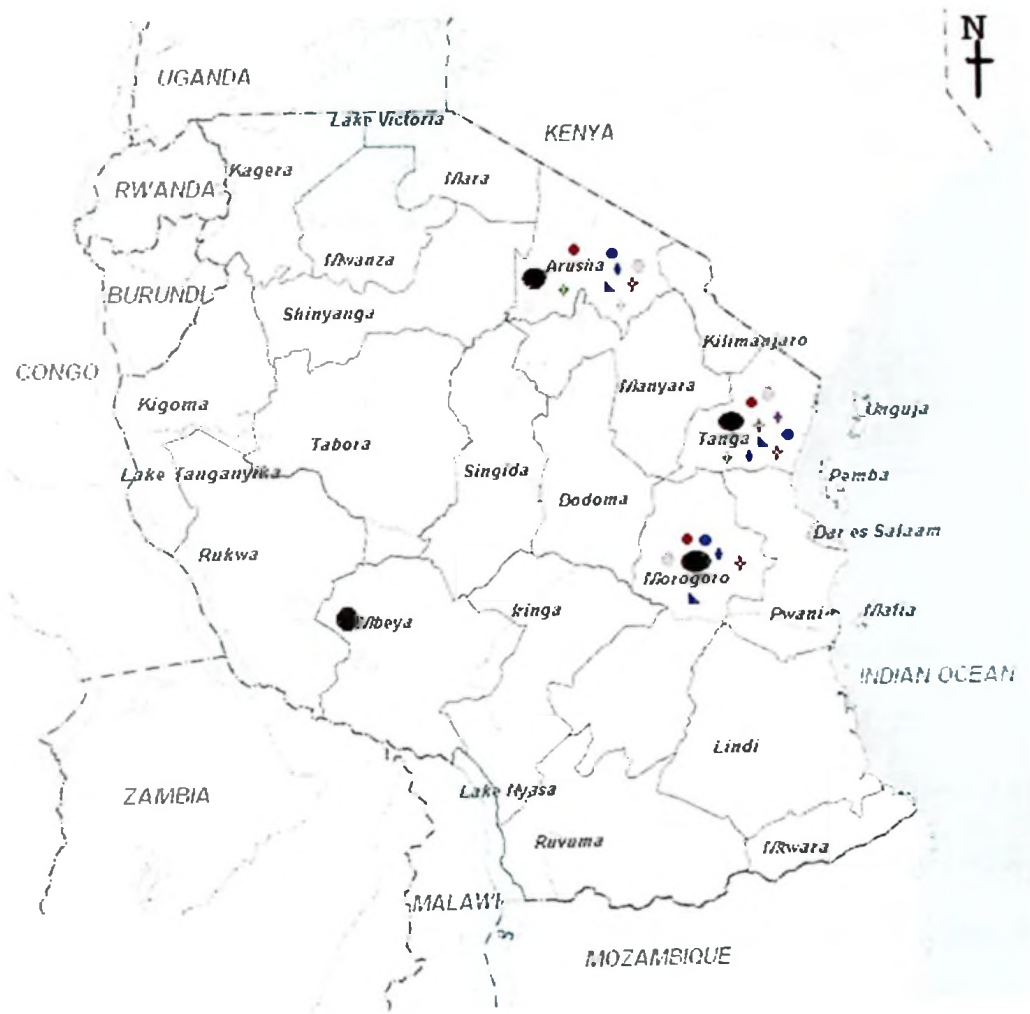 N
UGANDA
Lake Victoria
KENYA
Kagera
Mara
RWANDA
Mwanza
Arusha
BURUNDI
Shinyanga
Kilimanjaro
CONGO
Manyara
Kigoma
Unguja
Tabora
Tanga
Lake Tanganyika
Singida
Pemba
Dodoma
Dar es Salaam
Rukwa
Morogoro
Iringa
Pwani
Mafia
Mbeya
INDIAN OCEAN
Lindi
ZAMBIA
Lake Nyasa
Ruvuma
Mtwara
MALAWI
MOZAMBIQUE